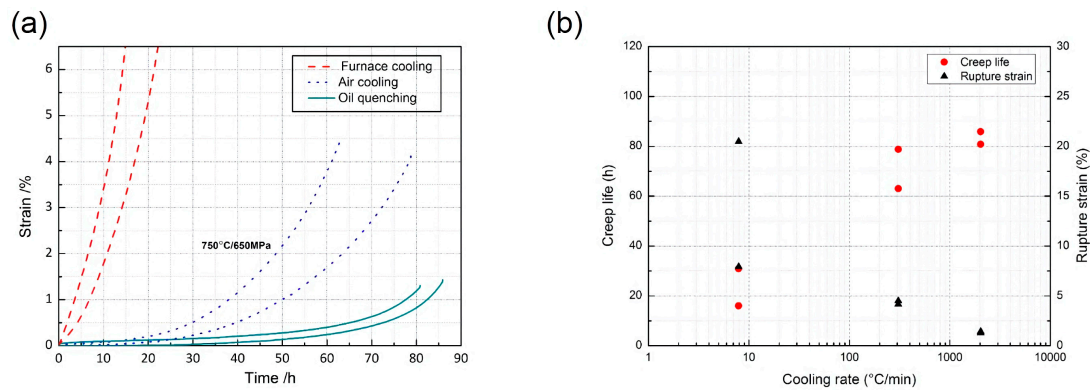 (a)
Strain /%
6
5
4
3
2
1
0
0 10 20 30 40 50 60 70 80 90
Time /h
Furnace cooling
Air cooling
Oil quenching
750°C/650MPa
(b)
Creep life (h)
120
100
80
60
40
20
0
1 10 100 1000 10000
Cooling rate (°C/min)
Creep life
Rupture strain
30
25
20
15
10
5
0
Rupture strain (%)